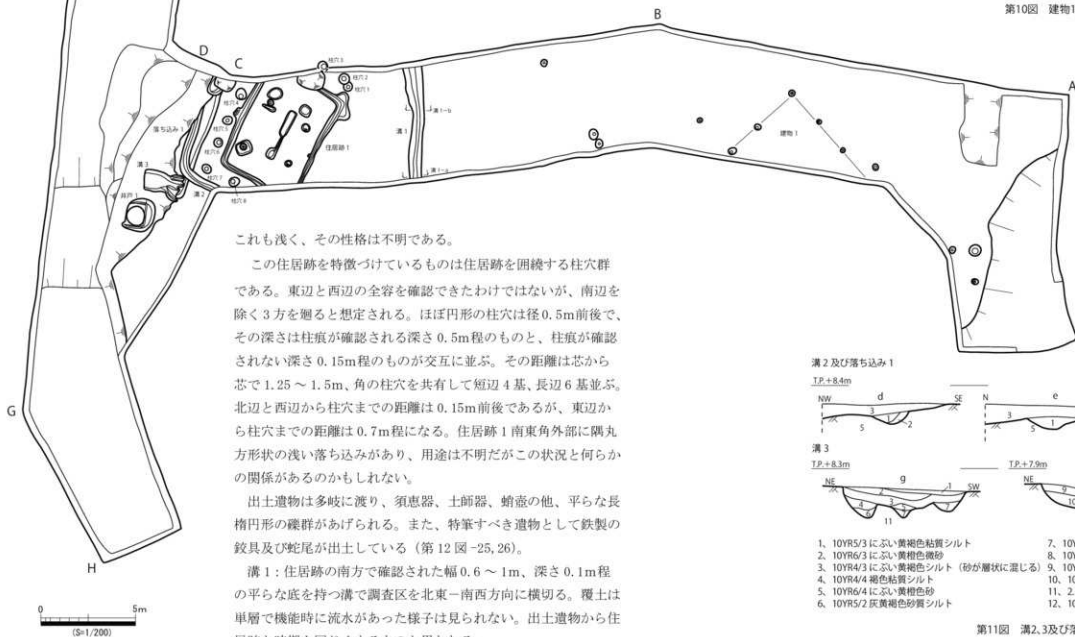 第10図 建物1
B
A
D
C
柱穴3
柱穴2
柱穴1
柱穴4
柱穴5
柱穴6
柱穴7
柱穴8
落ち込み1
溝3
井戸1
溝2
住居跡1
溝1
溝1-b
溝1-a
建物1
これも浅く、その性格は不明である。
この住居跡を特徴づけているものは住居跡を囲繞する柱穴群
である。東辺と西辺の全容を確認できたわけではないが、南辺を
除く3方を廻ると想定される。ほぼ円形の柱穴は径0.5m前後で、
その深さは柱痕が確認される深さ0.5m程のものと、柱痕が確認
されない深さ0.15m程のものが交互に並ぶ。その距離は芯から
芯で1.25～1.5m、角の柱穴を共有して短辺4基、長辺6基並ぶ。
北辺と西辺から柱穴までの距離は0.15m前後であるが、東辺か
ら柱穴までの距離は0.7m程になる。住居跡1南東角外部に隅丸
方形状の浅い落ち込みがあり、用途は不明だがこの状況と何らか
の関係があるのかもしれない。
出土遺物は多岐に渡り、須恵器、土師器、蛸壺の他、平らな長
楕円形の礫群があげられる。また、特筆すべき遺物として鉄製の
鉸具及び蛇尾が出土している（第12図-25,26）。
溝1：住居跡の南方で確認された幅0.6～1m、深さ0.1m程
の平らな底を持つ溝で調査区を北東－南西方向に横切る。覆土は
単層で機能時に流水があった様子は見られない。出土遺物から住
G
H
0 5m
(S=1/200)
溝2及び落ち込み1
T.P.+8.4m
NW d SE
N e
3 1 2 5
3 5 1
溝3
T.P.+8.3m
T.P.+7.9m
NE g SW
NE
1、10YR5/3 にぶい黄褐色粘質シルト
2、10YR6/3 にぶい黄橙色微砂
3、10YR4/3 にぶい黄褐色シルト（砂が層状に混じる）
4、10YR4/4 褐色粘質シルト
5、10YR6/4 にぶい黄橙色
6、10YR5/2 灰黄褐色砂質シルト
7、10Y
8、10Y
9、10Y
10、10
11、2.
12、10
第11図 溝2,3及び落